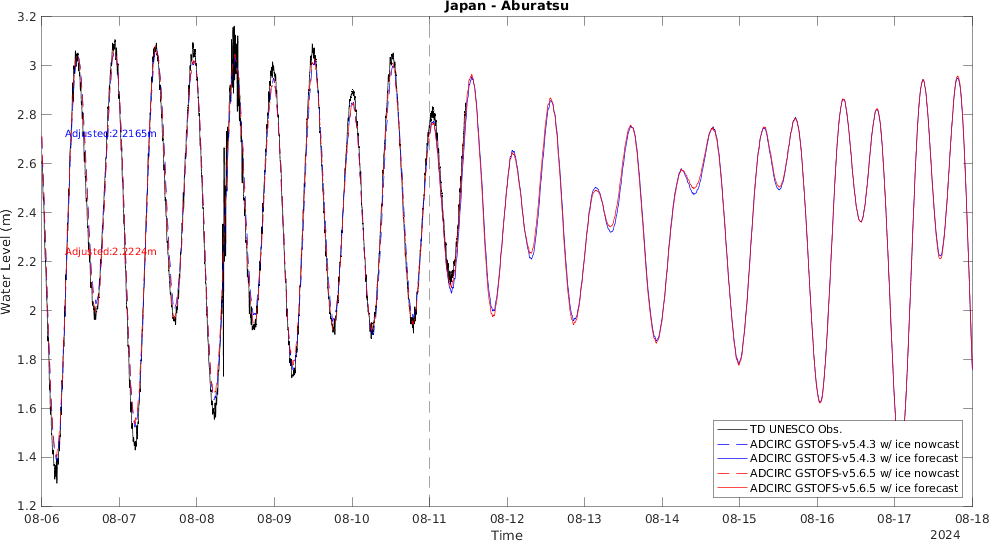 Japan - Aburatsu
3.2
3
2.8
2.6
2.4
2.2
2
1.8
1.6
1.4
1.2
Water Level (m)
Adjusted:2.2165m
Adjusted:2.2224m
TD UNESCO Obs.
ADCIRC GSTOFS-v5.4.3 w/ ice nowcast
ADCIRC GSTOFS-v5.4.3 w/ ice forecast
ADCIRC GSTOFS-v5.6.5 w/ ice nowcast
ADCIRC GSTOFS-v5.6.5 w/ ice forecast
08-06 08-07 08-08 08-09 08-10 08-11 08-12 08-13 08-14 08-15 08-16 08-17 08-18
Time
2024